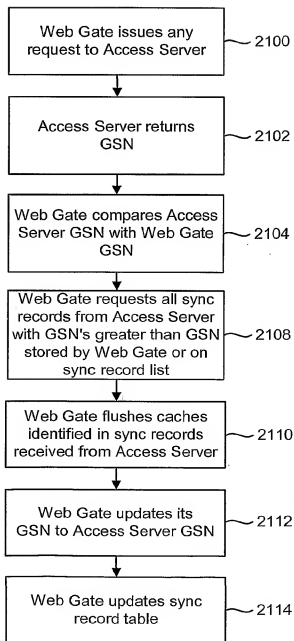 Web Gate issues any
request to Access Server
2100
Access Server returns
GSN
2102
Web Gate compares Access
Server GSN with Web Gate
GSN
2104
Web Gate requests all sync
records from Access Server
with GSN's greater than GSN
stored by Web Gate or on
sync record list
2108
Web Gate flushes caches
identified in sync records
received from Access Server
2110
Web Gate updates its
GSN to Access Server GSN
2112
Web Gate updates sync
record table
2114